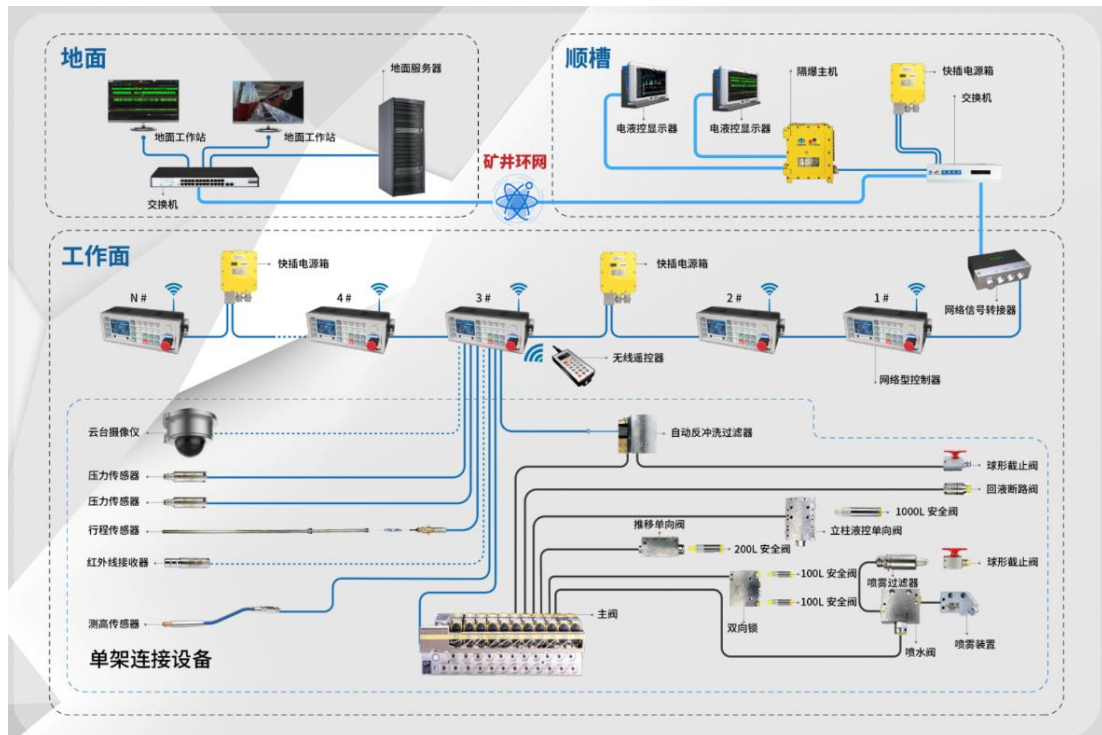 地面
地面服务器
地面工作站
地面工作站
交换机
矿井环网
顺槽
电液控显示器
电液控显示器
隔爆主机
快插电源箱
交换机
工作面
快插电源箱
快插电源箱
N #
4 #
3 #
2 #
1 #
网络信号转接器
无线遥控器
网络型控制器
云台摄像仪
压力传感器
压力传感器
行程传感器
红外线接收器
测高传感器
单架连接设备
自动反冲洗过滤器
球形截止阀
回液断路阀
1000L 安全阀
立柱液控单向阀
推移单向阀
200L 安全阀
球形截止阀
100L 安全阀
喷雾过滤器
100L 安全阀
主阀
双向锁
喷水阀
喷雾装置